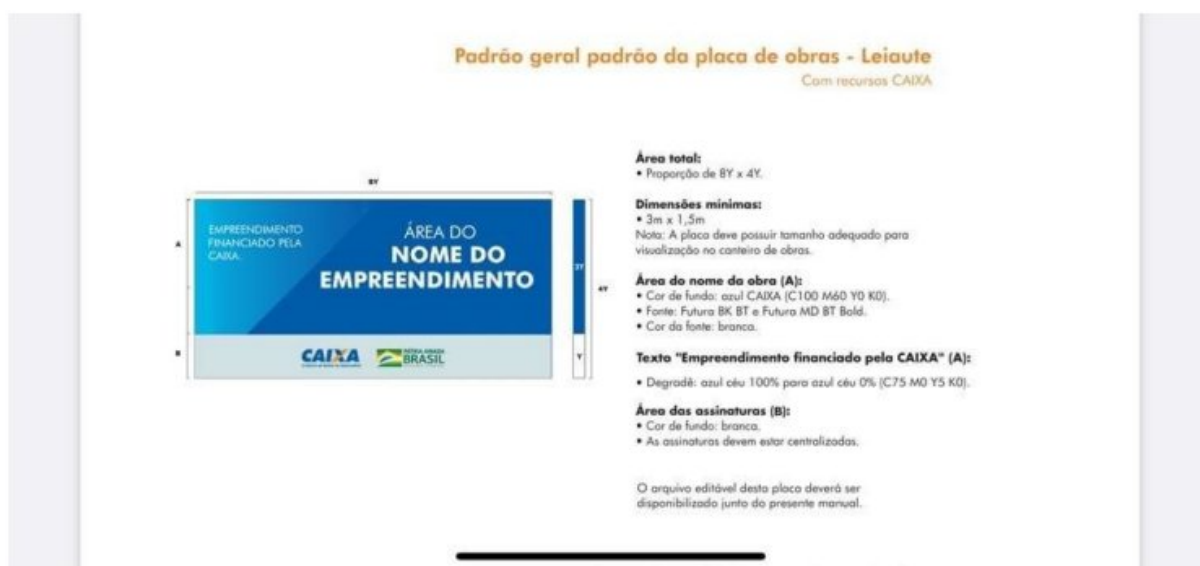 Padrão geral padrão da placa de obras - Leiaute
Com recursos CAIXA
8Y
A
B
EMPREENDIMENTO
FINANCIADO PELA
CAIXA.
ÁREA DO
NOME DO
EMPREENDIMENTO
CAIXA
BRASIL
Y
4Y
Área total:
• Proporção de 8Y x 4Y.
Dimensões mínimas:
• 3m x 1,5m
Nota: A placa deve possuir tamanho adequado para
visualização no canteiro de obras.
Área do nome da obra (A):
• Cor de fundo: azul CAIXA (C100 M60 Y0 K0).
• Fonte: Futura BK BT e Futura MD BT Bold.
• Cor da fonte: branca.
Texto "Empreendimento financiado pela CAIXA" (A):
• Degradê: azul céu 100% para azul céu 0% (C75 M0 Y5 K0).
Área das assinaturas (B):
• Cor de fundo: branca.
• As assinaturas devem estar centralizadas.
O arquivo editável desta placa deverá ser
disponibilizado junto do presente manual.